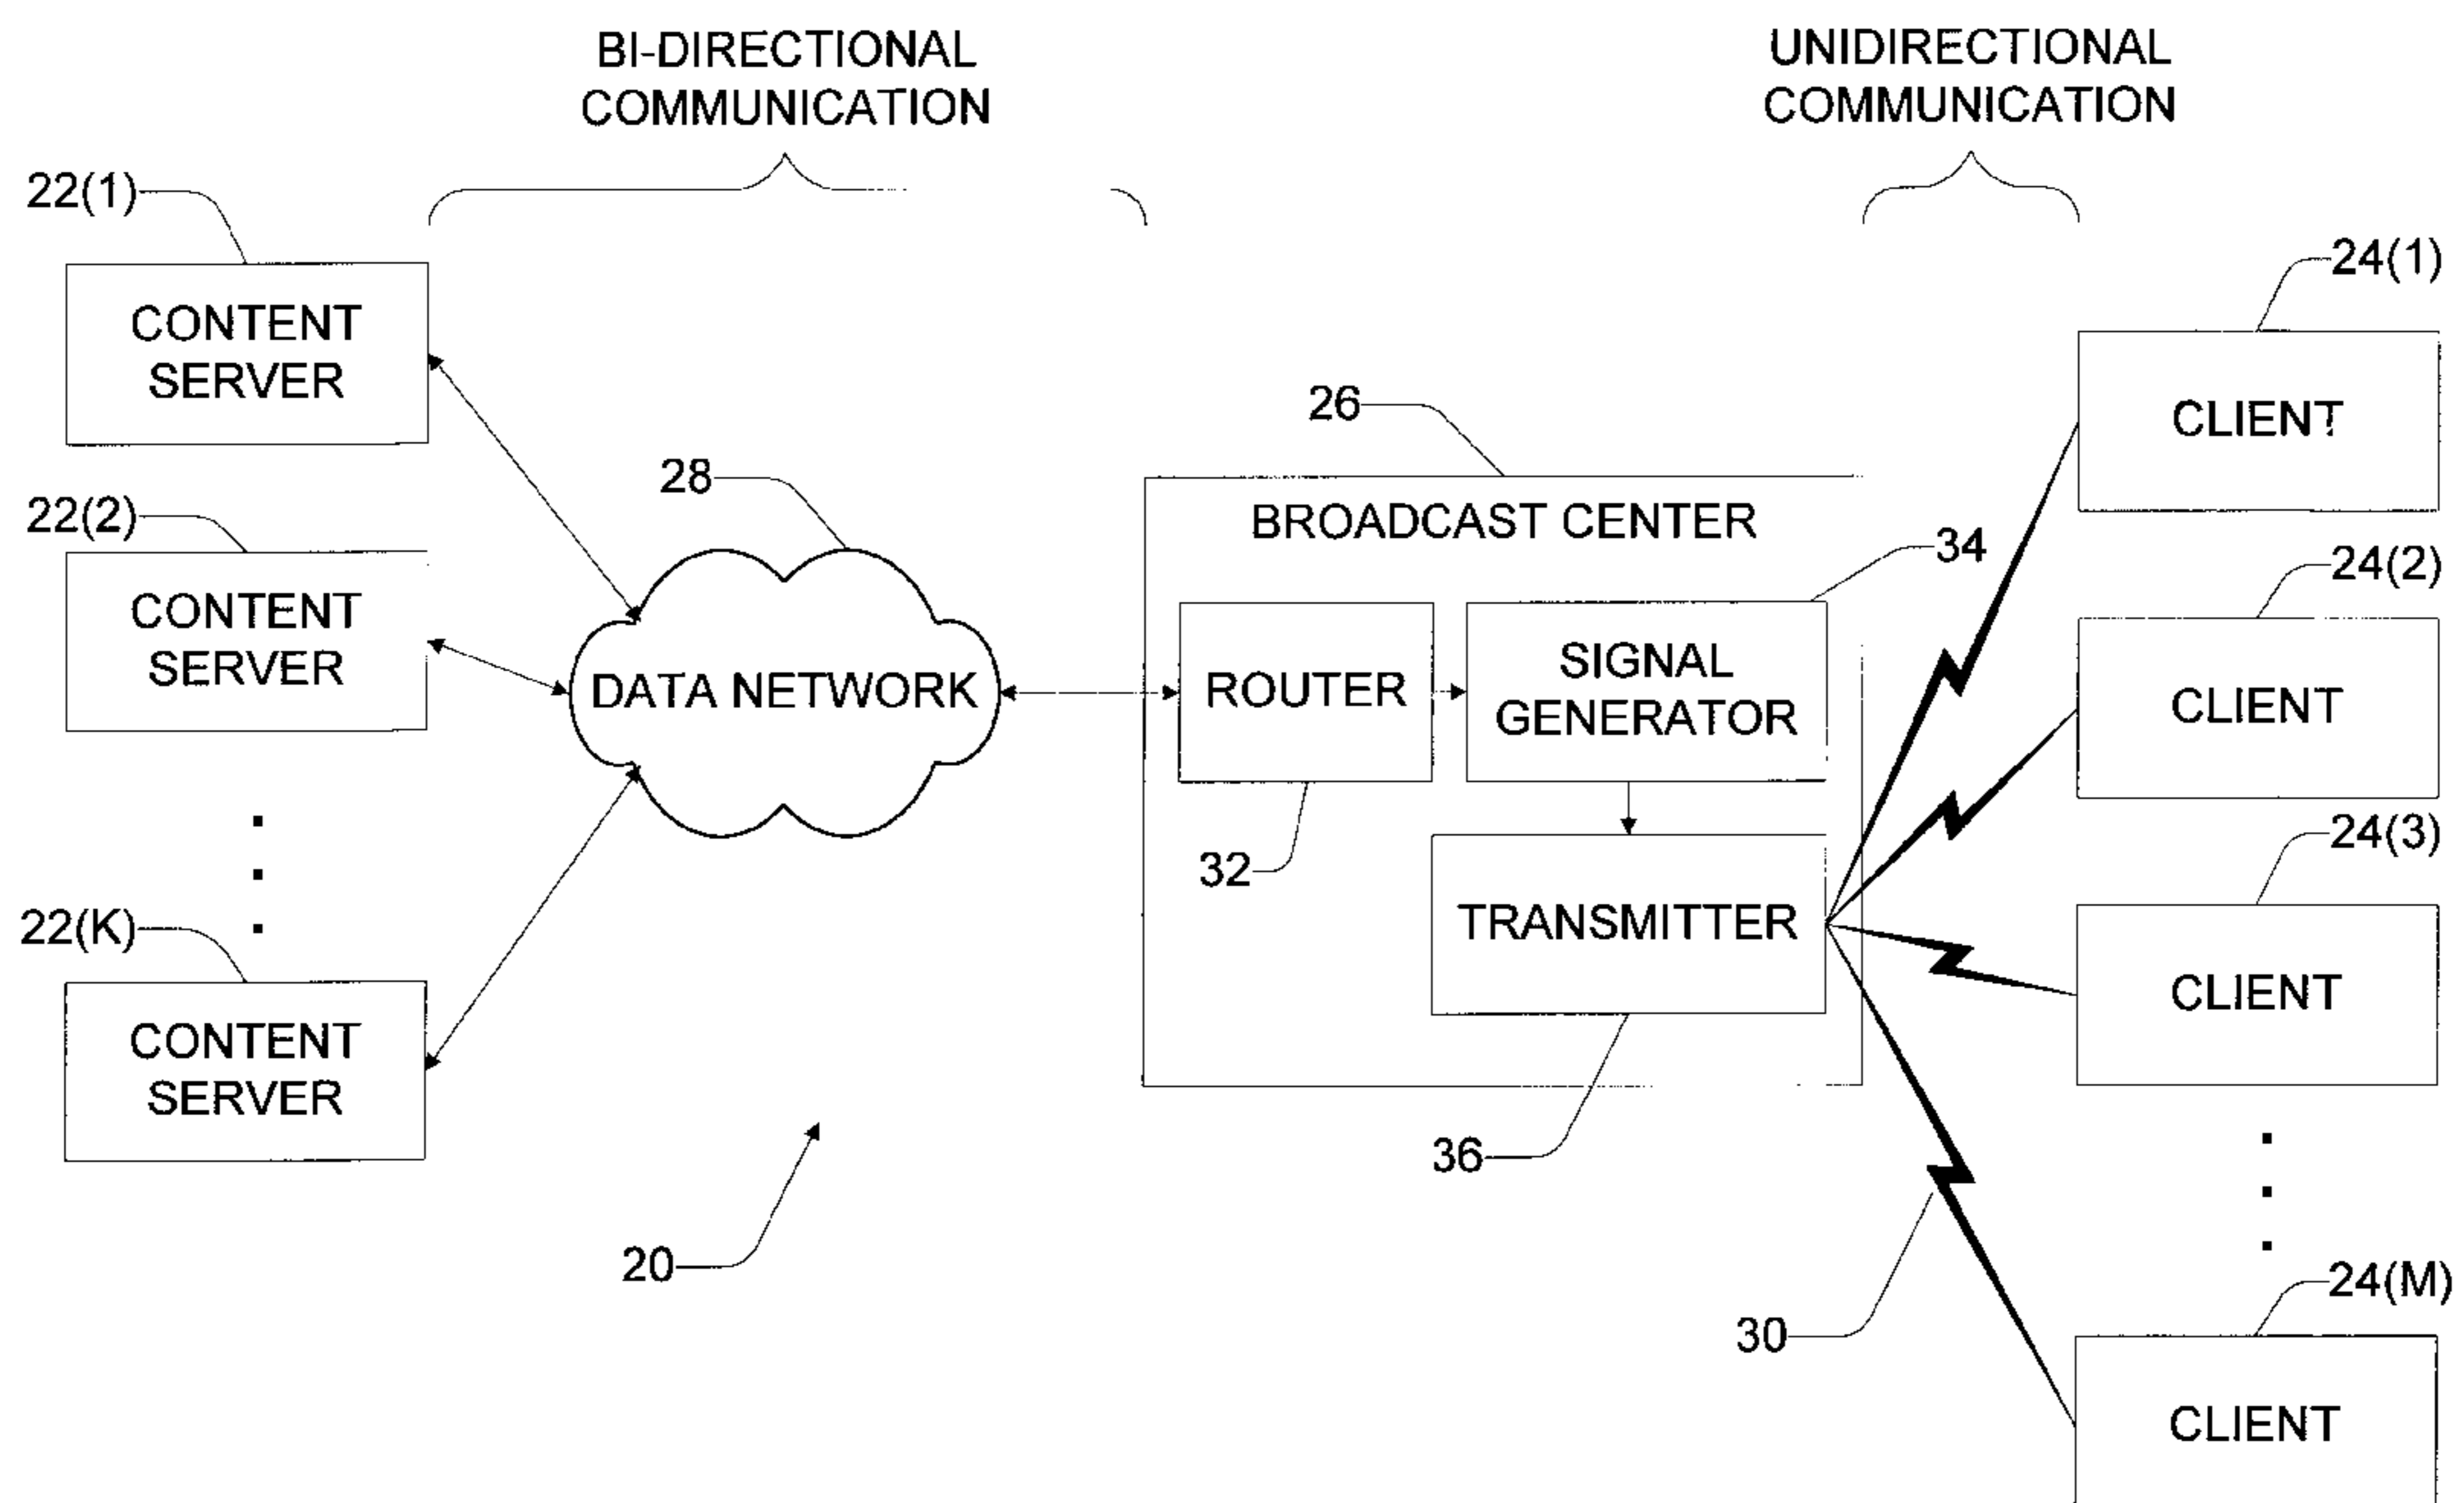 BI-DIRECTIONAL
COMMUNICATION
UNIDIRECTIONAL
COMMUNICATION
22(1)
CONTENT
SERVER
22(2)
CONTENT
SERVER
22(K)
CONTENT
SERVER
28
DATA NETWORK
20
26
BROADCAST CENTER
34
ROUTER
SIGNAL
GENERATOR
32
TRANSMITTER
36
30
24(1)
CLIENT
24(2)
CLIENT
24(3)
CLIENT
24(M)
CLIENT